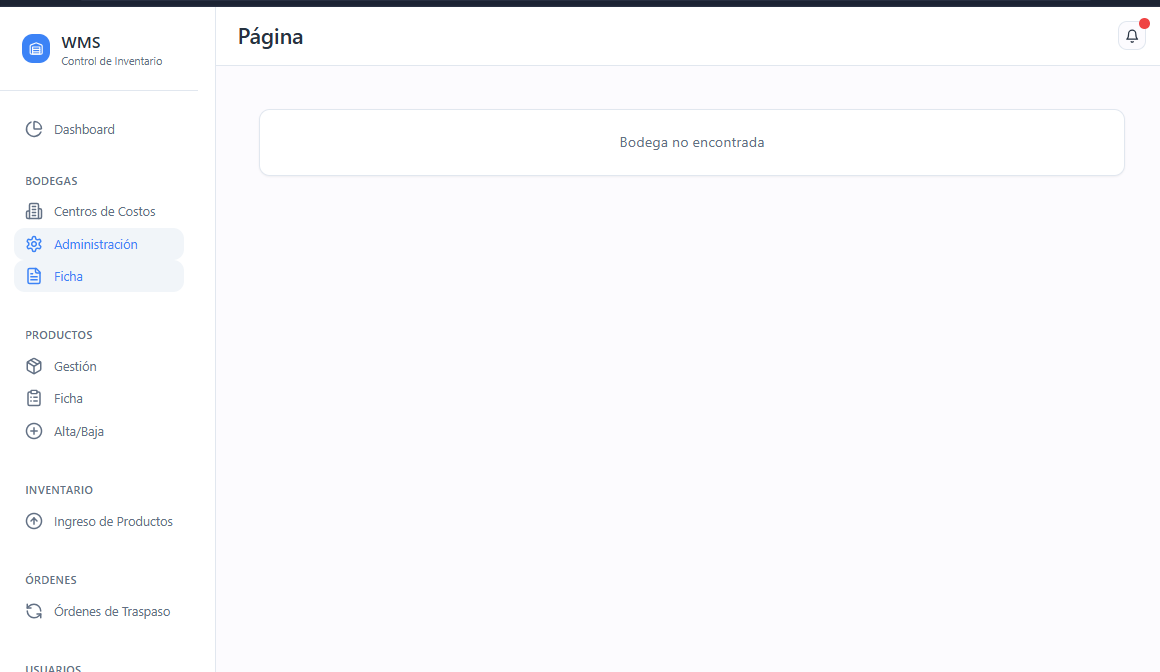 WMS
Control de Inventario
Dashboard
BODEGAS
Centros de Costos
Administración
Ficha
PRODUCTOS
Gestión
Ficha
Alta/Baja
INVENTARIO
Ingreso de Productos
ÓRDENES
Órdenes de Traspaso
USUARIOS
Página
Bodega no encontrada